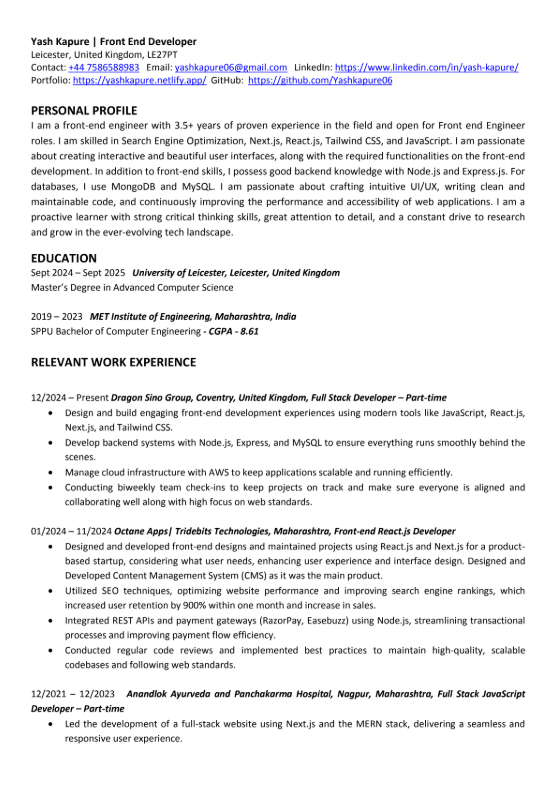 Yash Kapure | Front End Developer
Leicester, United Kingdom, LE27PT
Contact: +44 7586588983 Email: yashkapure06@gmail.com LinkedIn: https://www.linkedin.com/in/yash-kapure/
Portfolio: https://yashkapure.netlify.app/ GitHub: https://github.com/Yashkapure06
PERSONAL PROFILE
I am a front-end engineer with 3.5+ years of proven experience in the field and open for Front end Engineer
roles. I am skilled in Search Engine Optimization, Next.js, React.js, Tailwind CSS, and JavaScript. I am passionate
about creating interactive and beautiful user interfaces, along with the required functionalities on the front-end
development. In addition to front-end skills, I possess good backend knowledge with Node.js and Express.js. For
databases, I use MongoDB and MySQL. I am passionate about crafting intuitive UI/UX, writing clean and
maintainable code, and continuously improving the performance and accessibility of web applications. I am a
proactive learner with strong critical thinking skills, great attention to detail, and a constant drive to research
and grow in the ever-evolving tech landscape.
EDUCATION
Sept 2024 – Sept 2025 University of Leicester, Leicester, United Kingdom
Master's Degree in Advanced Computer Science
2019 – 2023 MET Institute of Engineering, Maharashtra, India
SPPU Bachelor of Computer Engineering - CGPA - 8.61
RELEVANT WORK EXPERIENCE
12/2024 – Present Dragon Sino Group, Coventry, United Kingdom, Full Stack Developer – Part-time
• Design and build engaging front-end development experiences using modern tools like JavaScript, React.js,
Next.js, and Tailwind CSS.
• Develop backend systems with Node.js, Express, and MySQL to ensure everything runs smoothly behind the
scenes.
• Manage cloud infrastructure with AWS to keep applications scalable and running efficiently.
• Conducting biweekly team check-ins to keep projects on track and make sure everyone is aligned and
collaborating well along with high focus on web standards.
01/2024 – 11/2024 Octane Apps| Tridebits Technologies, Maharashtra, Front-end React.js Developer
• Designed and developed front-end designs and maintained projects using React.js and Next.js for a product-
based startup, considering what user needs, enhancing user experience and interface design. Designed and
Developed Content Management System (CMS) as it was the main product.
• Utilized SEO techniques, optimizing website performance and improving search engine rankings, which
increased user retention by 900% within one month and increase in sales.
• Integrated REST APIs and payment gateways (RazorPay, Easebuzz) using Node.js, streamlining transactional
processes and improving payment flow efficiency.
• Conducted regular code reviews and implemented best practices to maintain high-quality, scalable
codebases and following web standards.
12/2021 – 12/2023 Anandlok Ayurveda and Panchakarma Hospital, Nagpur, Maharashtra, Full Stack JavaScript
Developer – Part-time
• Led the development of a full-stack website using Next.js and the MERN stack, delivering a seamless and
responsive user experience.